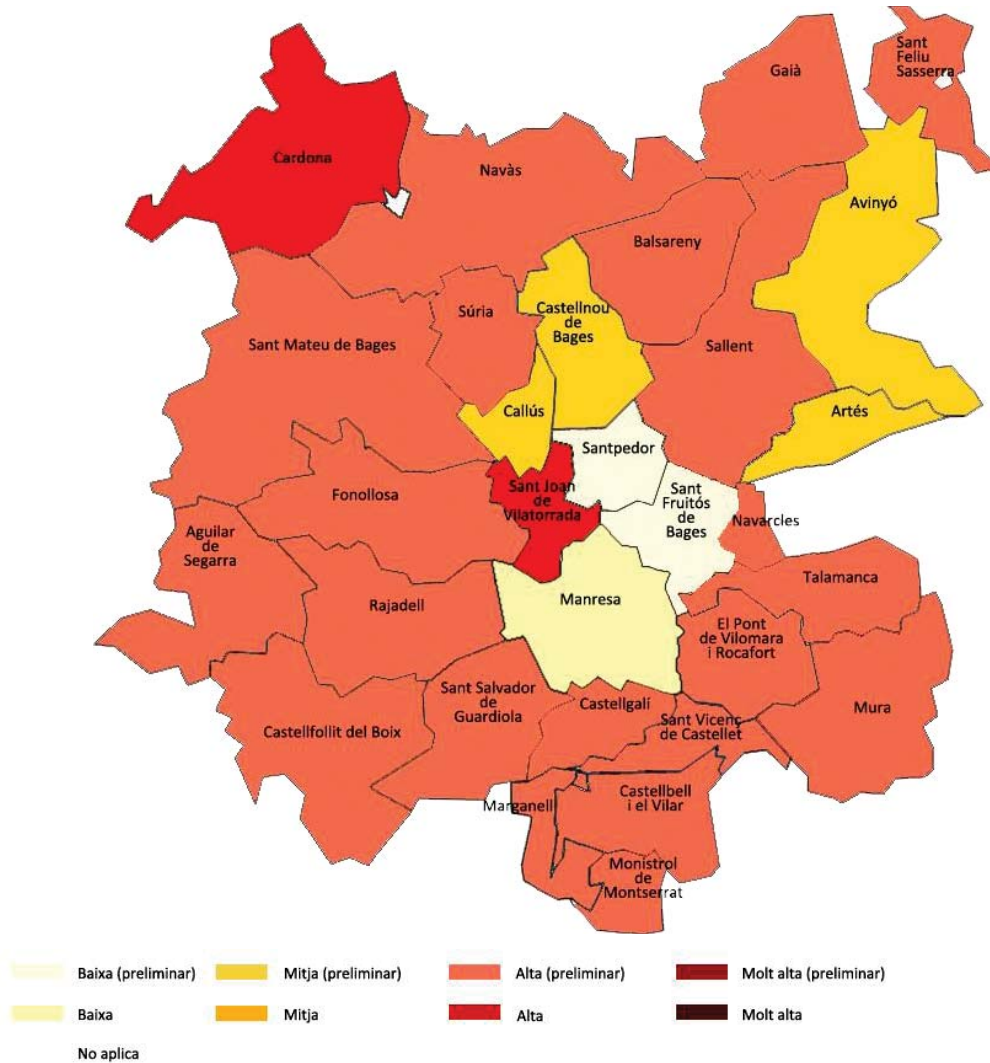 Sant
Feliu
Sasserra
Gaià
Cardona
Navàs
Avinyó
Balsareny
Súria
Castellnou
de
Bages
Sant Mateu de Bages
Sallent
Callús
Artés
Santpedor
Sant Joan
de
Vilatorrada
Sant
Fruitós
de Bages
Fonollosa
Navarcles
Aguilar
de
Segarra
Talamanca
Rajadell
Manresa
El Pont
de Vilomara
i Rocafort
Sant Salvador
de
Guardiola
Castellgalí
Mura
Sant Vicenç
de Castellet
Castellfollit del Boix
Castellbell
i el Vilar
Marganell
Monistrol
de
Montserrat
Baixa (preliminar)
Mitja (preliminar)
Alta (preliminar)
Molt alta (preliminar)
Baixa
Mitja
Alta
Molt alta
No aplica